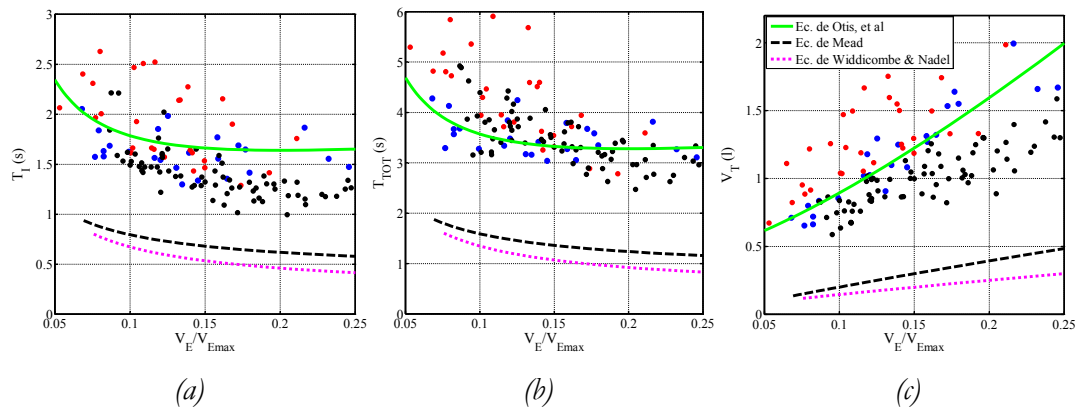 3
2.5
2
1.5
1
0.5
0
0.05 0.1 0.15 0.2 0.25
T_I (s)
V_E/V_Emax
(a)
6
5
4
3
2
1
0
0.05 0.1 0.15 0.2 0.25
T_TOT (s)
V_E/V_Emax
(b)
Ec. de Otis, et al
Ec. de Mead
Ec. de Widdicombe & Nadel
2
1.5
1
0.5
0
0.05 0.1 0.15 0.2 0.25
V_T (l)
V_E/V_Emax
(c)